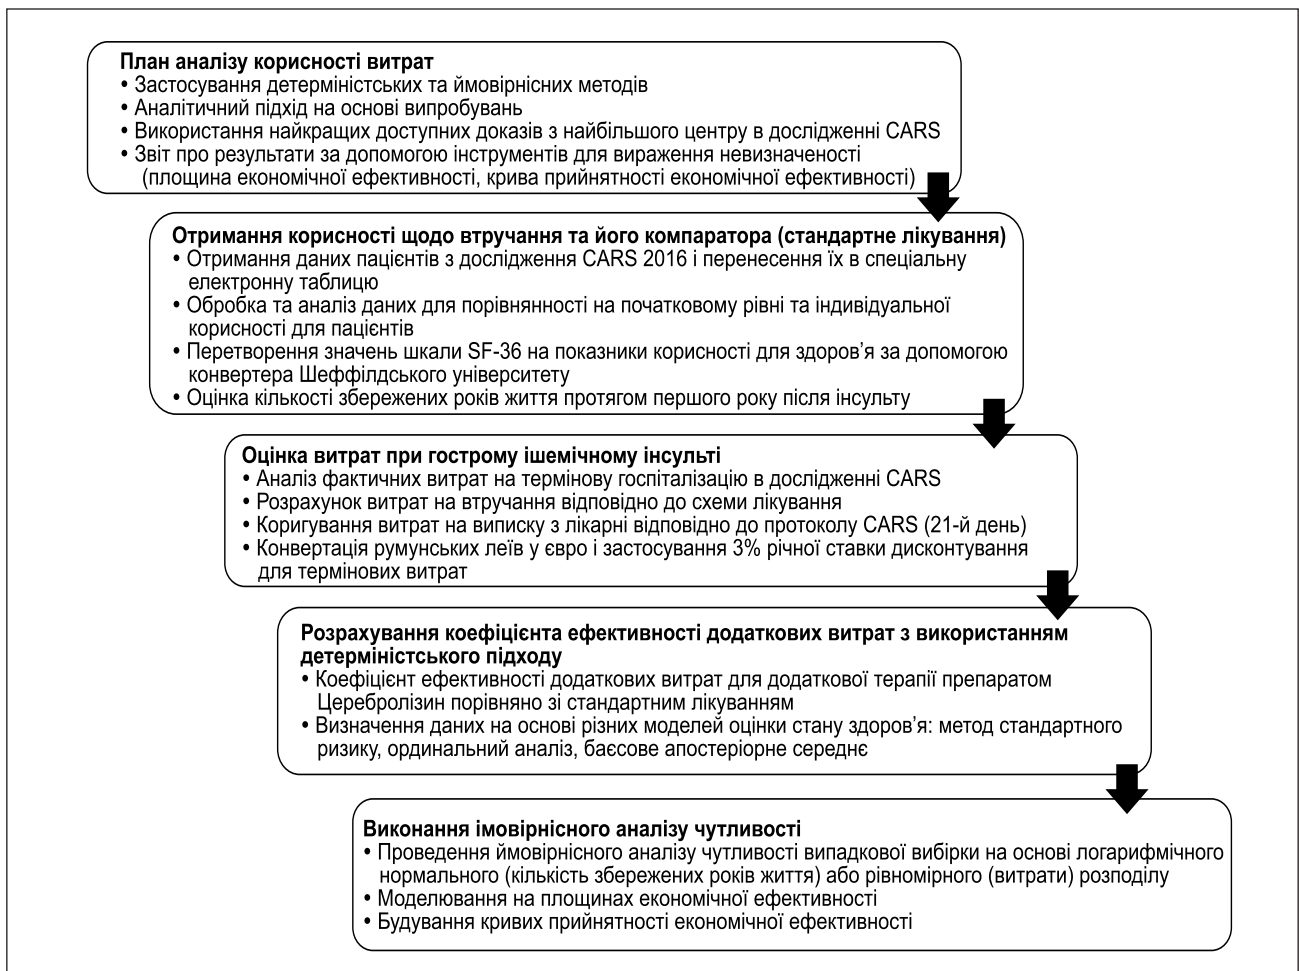 План аналізу корисності витрат
• Застосування детерміністських та ймовірнісних методів
• Аналітичний підхід на основі випробувань
• Використання найкращих доступних доказів з найбільшого центру в дослідженні CARS
• Звіт про результати за допомогою інструментів для вираження невизначеності
(площина економічної ефективності, крива прийнятності економічної ефективності)
Отримання корисності щодо втручання та його компаратора (стандартне лікування)
• Отримання даних пацієнтів з дослідження CARS 2016 і перенесення їх в спеціальну
електронну таблицю
• Обробка та аналіз даних для порівнянності на початковому рівні та індивідуальної
корисності для пацієнтів
• Перетворення значень шкали SF-36 на показники корисності для здоров’я за допомогою
конвертера Шеффілдського університету
• Оцінка кількості збережених років життя протягом першого року після інсульту
Оцінка витрат при гострому ішемічному інсульті
• Аналіз фактичних витрат на термінову госпіталізацію в дослідженні CARS
• Розрахунок витрат на втручання відповідно до схеми лікування
• Коригування витрат на виписку з лікарні відповідно до протоколу CARS (21-й день)
• Конвертація румунських леїв у євро і застосування 3% річної ставки дисконтування
для термінових витрат
Розрахування коефіцієнта ефективності додаткових витрат з використанням
детерміністського підходу
• Коефіцієнт ефективності додаткових витрат для додаткової терапії препаратом
Церебролізин порівняно зі стандартним лікуванням
• Визначення даних на основі різних моделей оцінки стану здоров’я: метод стандартного
ризику, ординальний аналіз, баєсове апостеріорне середнє
Виконання імовірнісного аналізу чутливості
• Проведення ймовірнісного аналізу чутливості випадкової вибірки на основі логарифмічного
нормального (кількість збережених років життя) або рівномірного (витрати) розподілу
• Моделювання на площинах економічної ефективності
• Будування кривих прийнятності економічної ефективності